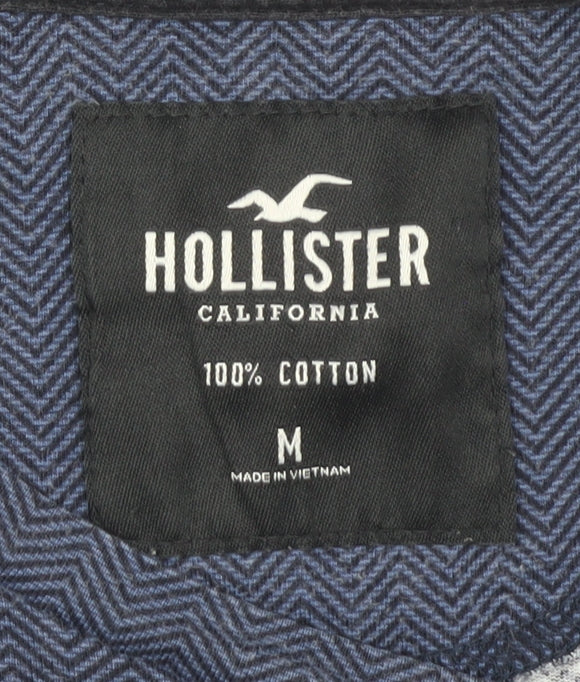 HOLLISTER
CALIFORNIA
100% COTTON
M
MADE IN VIETNAM